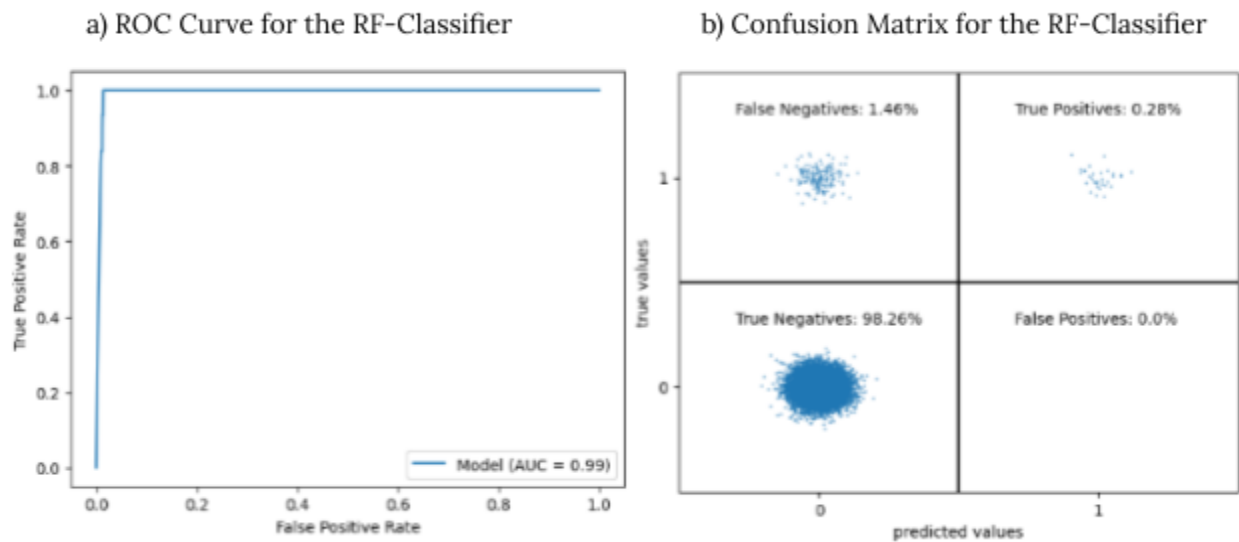 a) ROC Curve for the RF-Classifier
1.0
0.8
0.6
0.4
0.2
0.0
True Positive Rate
Model (AUC = 0.99)
0.0 0.2 0.4 0.6 0.8 1.0
False Positive Rate
b) Confusion Matrix for the RF-Classifier
False Negatives: 1.46% True Positives: 0.28%
1
true values
True Negatives: 98.26% False Positives: 0.0%
0
0 1
predicted values